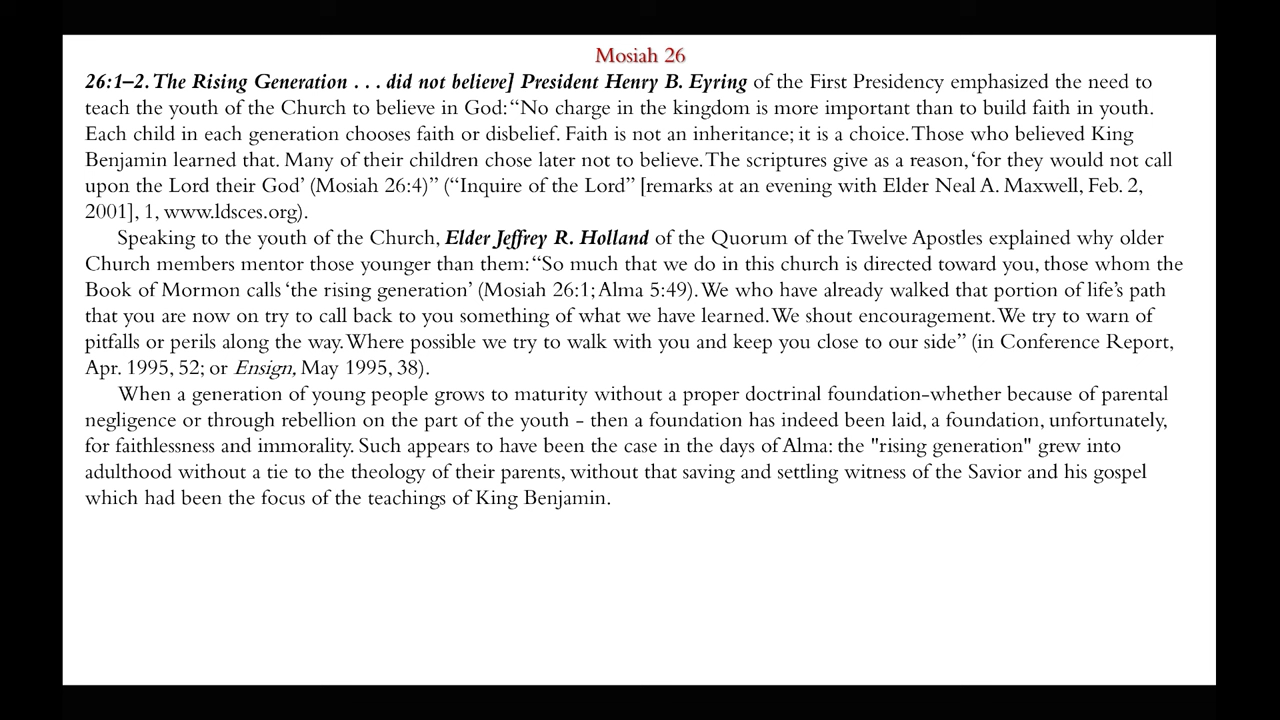 Mosiah 26
26:1–2. The Rising Generation . . . did not believe] President Henry B. Eyring of the First Presidency emphasized the need to
teach the youth of the Church to believe in God: “No charge in the kingdom is more important than to build faith in youth.
Each child in each generation chooses faith or disbelief. Faith is not an inheritance; it is a choice. Those who believed King
Benjamin learned that. Many of their children chose later not to believe. The scriptures give as a reason, ‘for they would not call
upon the Lord their God’ (Mosiah 26:4)” (“Inquire of the Lord” [remarks at an evening with Elder Neal A. Maxwell, Feb. 2,
2001], 1, www.ldsces.org).
Speaking to the youth of the Church, Elder Jeffrey R. Holland of the Quorum of the Twelve Apostles explained why older
Church members mentor those younger than them: “So much that we do in this church is directed toward you, those whom the
Book of Mormon calls ‘the rising generation’ (Mosiah 26:1; Alma 5:49). We who have already walked that portion of life’s path
that you are now on try to call back to you something of what we have learned. We shout encouragement. We try to warn of
pitfalls or perils along the way. Where possible we try to walk with you and keep you close to our side” (in Conference Report,
Apr. 1995, 52; or Ensign, May 1995, 38).
When a generation of young people grows to maturity without a proper doctrinal foundation-whether because of parental
negligence or through rebellion on the part of the youth - then a foundation has indeed been laid, a foundation, unfortunately,
for faithlessness and immorality. Such appears to have been the case in the days of Alma: the "rising generation" grew into
adulthood without a tie to the theology of their parents, without that saving and settling witness of the Savior and his gospel
which had been the focus of the teachings of King Benjamin.